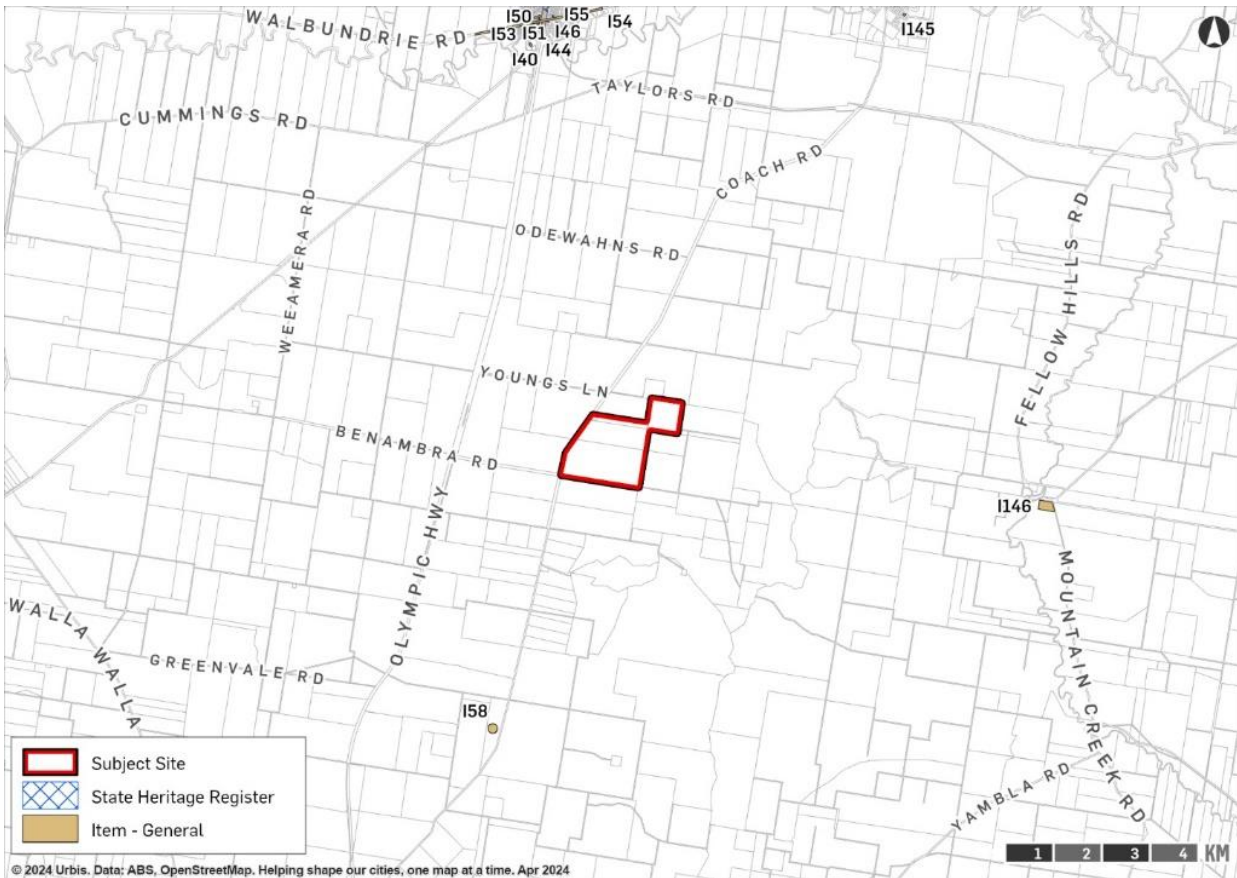 I50
I55
I54
WALBUNDRIE RD
I53
I51
I46
I44
I40
I145
TAYLORS RD
CUMMINGS RD
COACH RD
WEEAMERA RD
ODEWAHNS RD
FELLOW HILLS RD
YOUNGS LN
BENAMBRA RD
I146
OLYMPIC HWY
MOUNTAIN CREEK RD
WALLA WALLA
GREENVALE RD
I58
YAMBLA RD
Subject Site
State Heritage Register
Item - General
1 2 3 4 KM
© 2024 Urbis. Data: ABS, OpenStreetMap. Helping shape our cities, one map at a time. Apr 2024